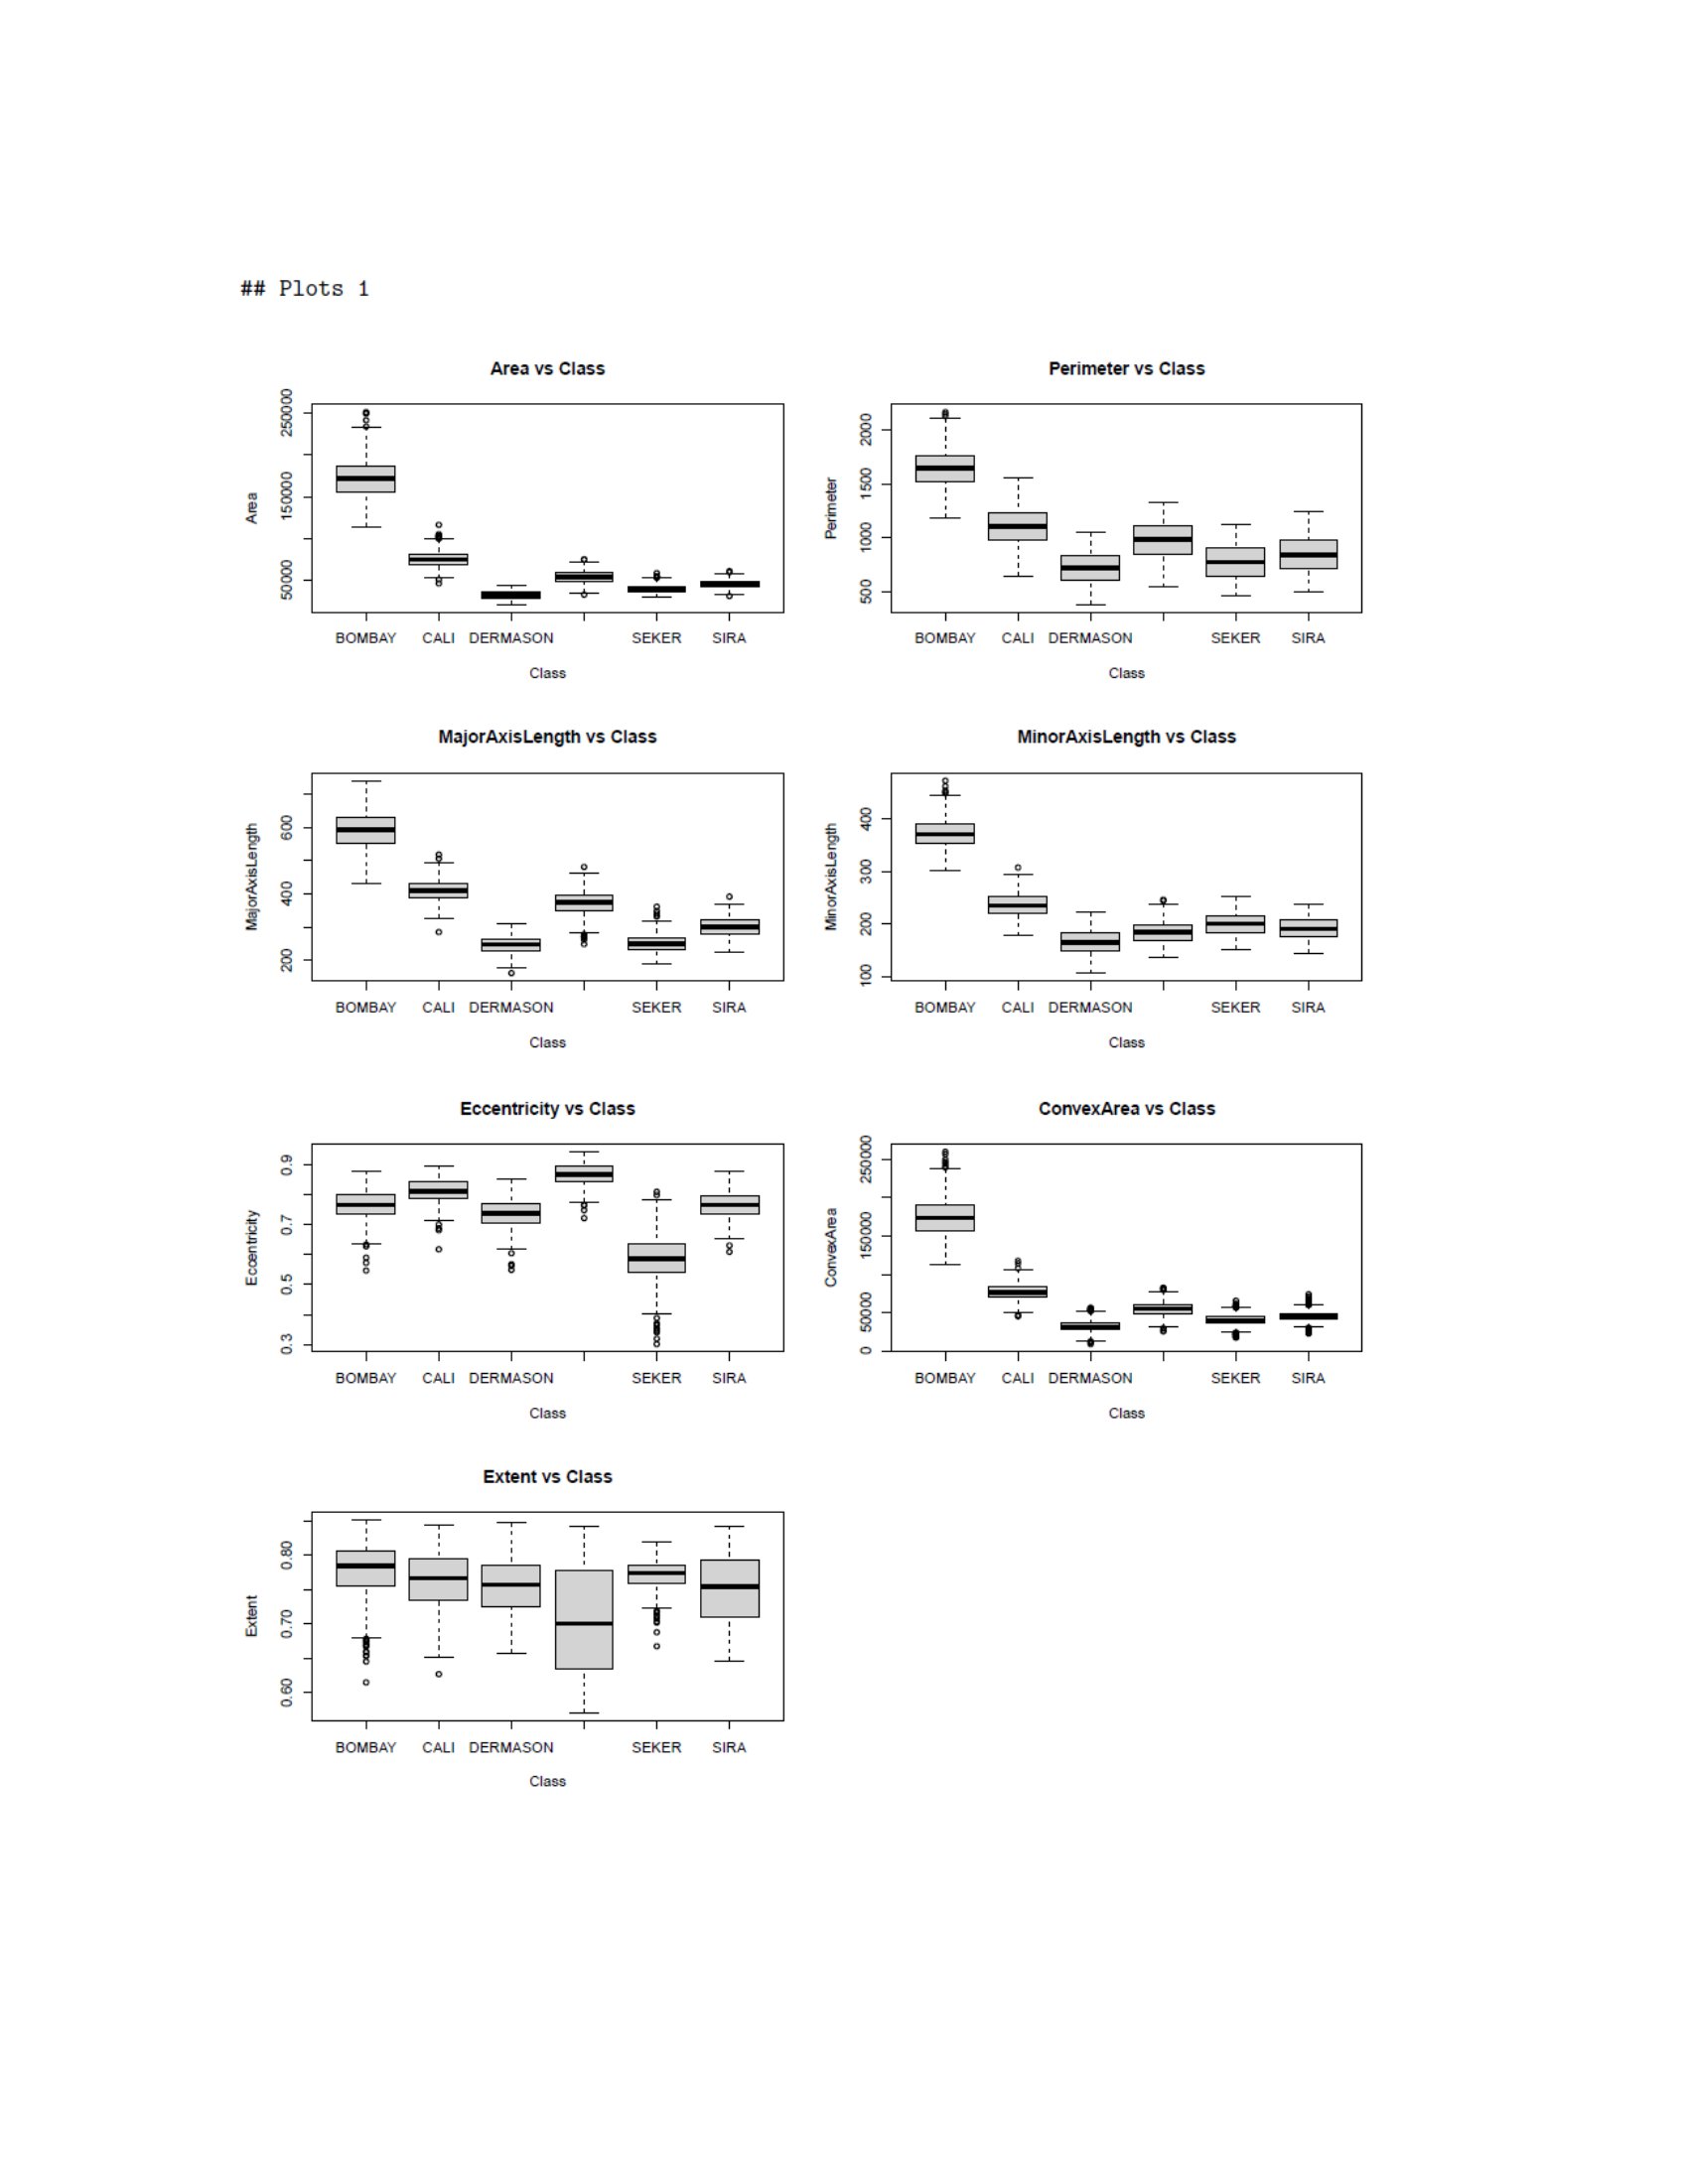 ## Plots 1
Area vs Class
Area
50000 150000 250000
BOMBAY CALI DERMASON SEKER SIRA
Class
Perimeter vs Class
Perimeter
500 1000 1500 2000
BOMBAY CALI DERMASON SEKER SIRA
Class
MajorAxisLength vs Class
MajorAxisLength
200 400 600
BOMBAY CALI DERMASON SEKER SIRA
Class
MinorAxisLength vs Class
MinorAxisLength
100 200 300 400
BOMBAY CALI DERMASON SEKER SIRA
Class
Eccentricity vs Class
Eccentricity
0.3 0.5 0.7 0.9
BOMBAY CALI DERMASON SEKER SIRA
Class
ConvexArea vs Class
ConvexArea
0 50000 150000 250000
BOMBAY CALI DERMASON SEKER SIRA
Class
Extent vs Class
Extent
0.60 0.70 0.80
BOMBAY CALI DERMASON SEKER SIRA
Class